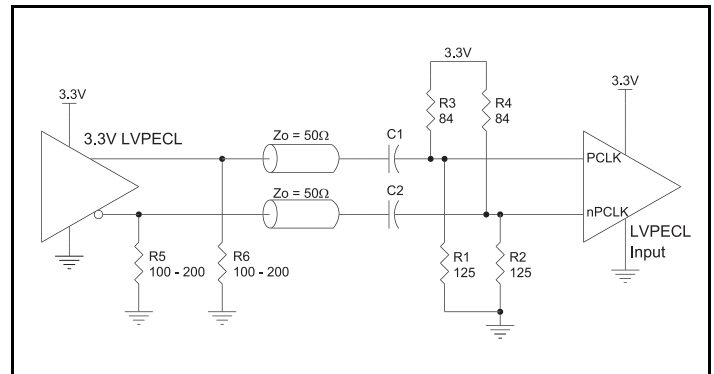 3.3V
3.3V
3.3V
3.3V LVPECL
R3
84
R4
84
Zo = 50Ω
C1
PCLK
Zo = 50Ω
C2
nPCLK
LVPECL
Input
R5
100 - 200
R6
100 - 200
R1
125
R2
125